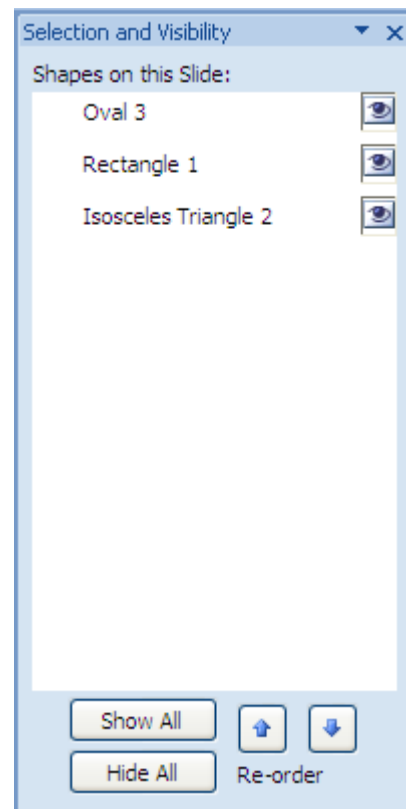 Selection and Visibility
Shapes on this Slide:
Oval 3
Rectangle 1
Isosceles Triangle 2
Show All
Hide All
Re-order